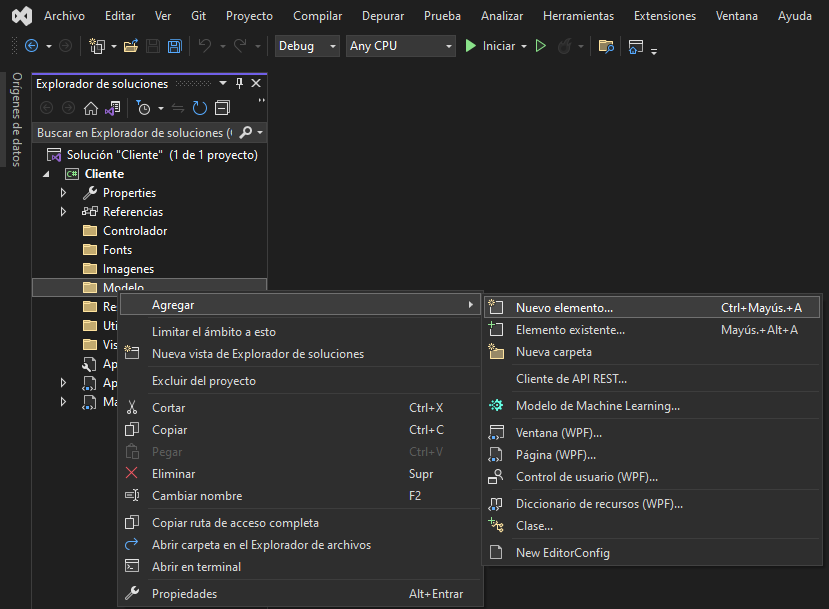 Archivo Editar Ver Git Proyecto Compilar Depurar Prueba Analizar Herramientas Extensiones Ventana Ayuda
Debug Any CPU Iniciar
Orígenes de datos
Explorador de soluciones
Buscar en Explorador de soluciones (
Solución "Cliente" (1 de 1 proyecto)
C# Cliente
Properties
Referencias
Controlador
Fonts
Imagenes
Modelo
Re
Uti
Vis
Ap
Ap
Ma
Agregar
Limitar el ámbito a esto
Nueva vista de Explorador de soluciones
Excluir del proyecto
Cortar Ctrl+X
Copiar Ctrl+C
Pegar Ctrl+V
Eliminar Supr
Cambiar nombre F2
Copiar ruta de acceso completa
Abrir carpeta en el Explorador de archivos
Abrir en terminal
Propiedades Alt+Entrar
Nuevo elemento... Ctrl+Mayús.+A
Elemento existente... Mayús.+Alt+A
Nueva carpeta
Cliente de API REST...
Modelo de Machine Learning...
Ventana (WPF)...
Página (WPF)...
Control de usuario (WPF)...
Diccionario de recursos (WPF)...
Clase...
New EditorConfig